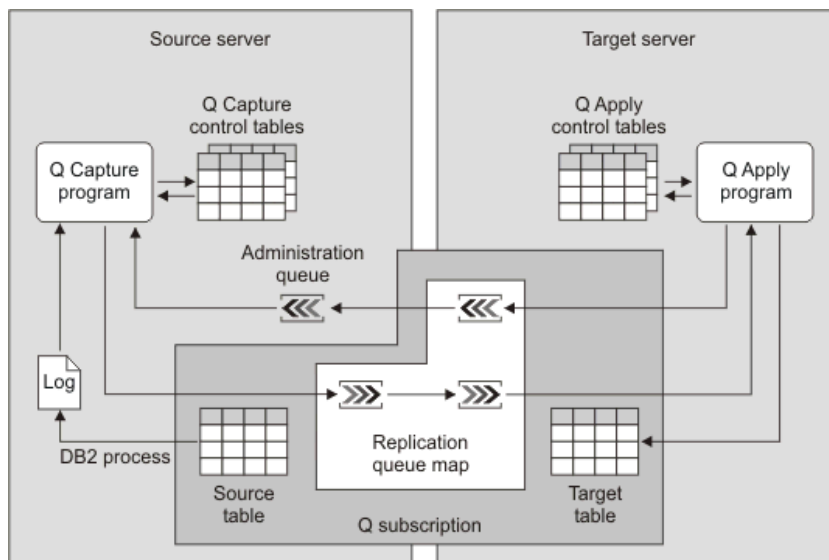 Source server
Target server
Q Capture
control tables
Q Apply
control tables
Q Capture
program
Q Apply
program
Administration
queue
Log
DB2 process
Source
table
Replication
queue map
Target
table
Q subscription